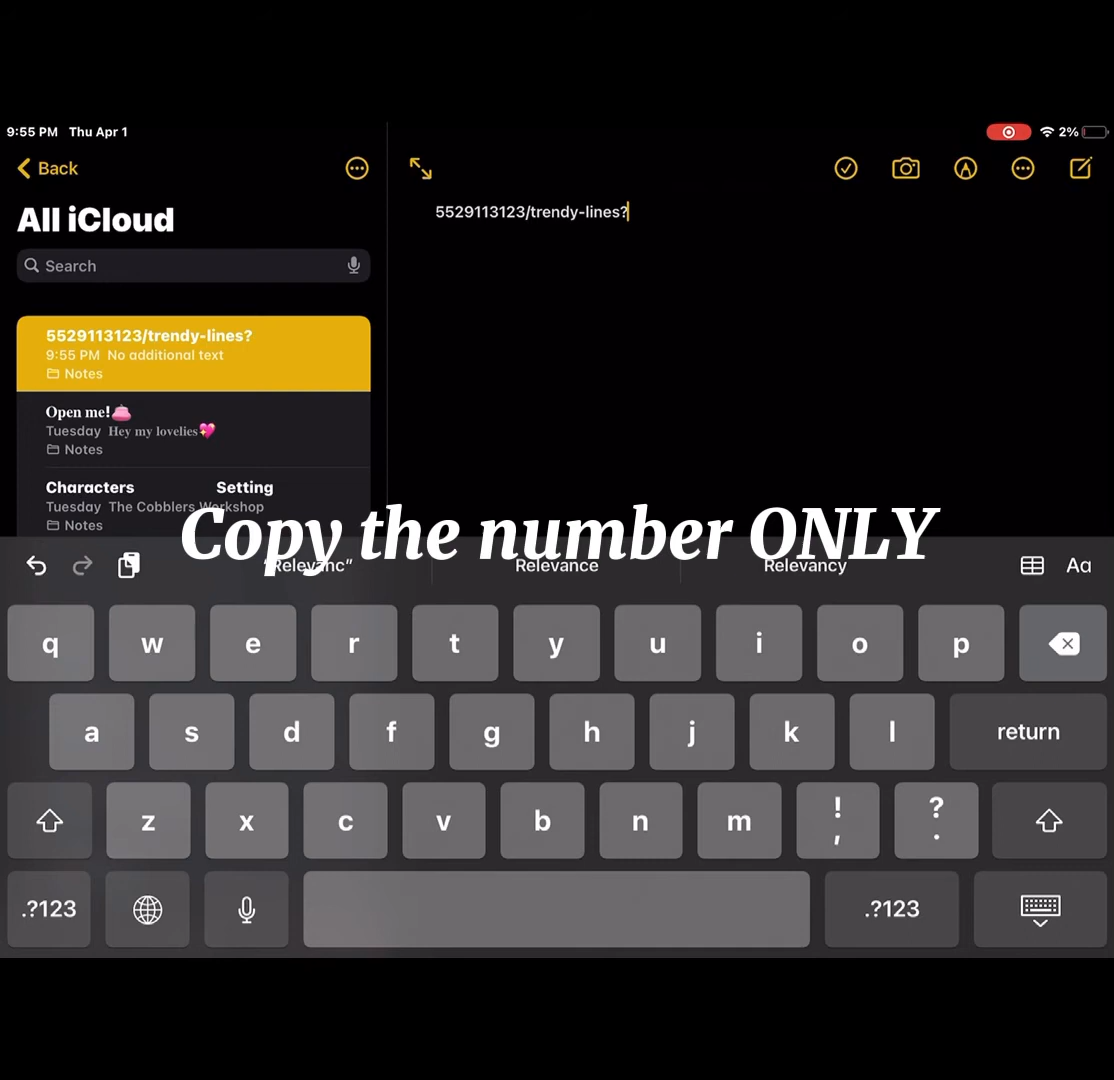 9:55 PM Thu Apr 1
2%
Back
All iCloud
Search
5529113123/trendy-lines?
9:55 PM No additional text
Notes
Open me!👛
Tuesday Hey my lovelies💖
Notes
Characters Setting
Tuesday The Cobblers Workshop
Notes
5529113123/trendy-lines?
Copy the number ONLY
Relevance
Relevancy
Aa
q w e r t y u i o p
a s d f g h j k l return
z x c v b n m ! , ? .
.?123 .?123